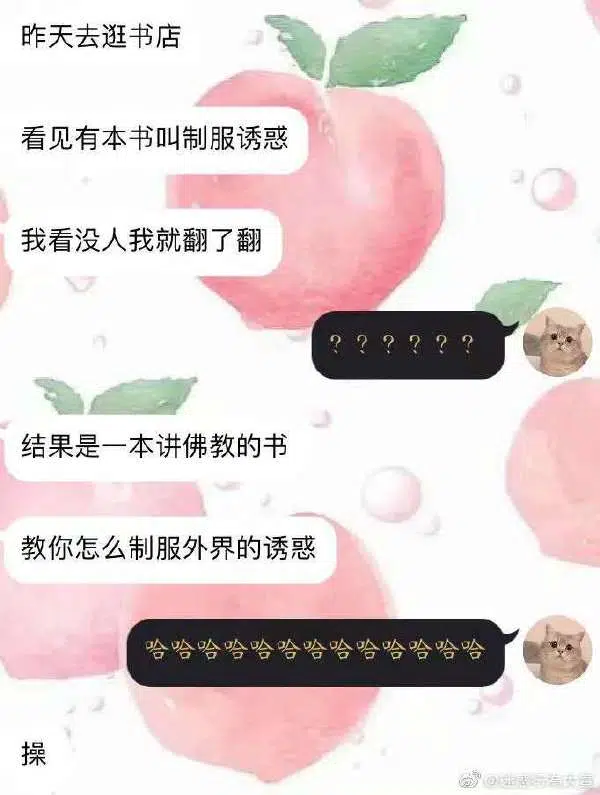 昨天去逛书店
看见有本书叫制服诱惑
我看没人我就翻了翻
？？？？？？
结果是一本讲佛教的书
教你怎么制服外界的诱惑
哈哈哈哈哈哈哈哈哈哈哈哈哈
操